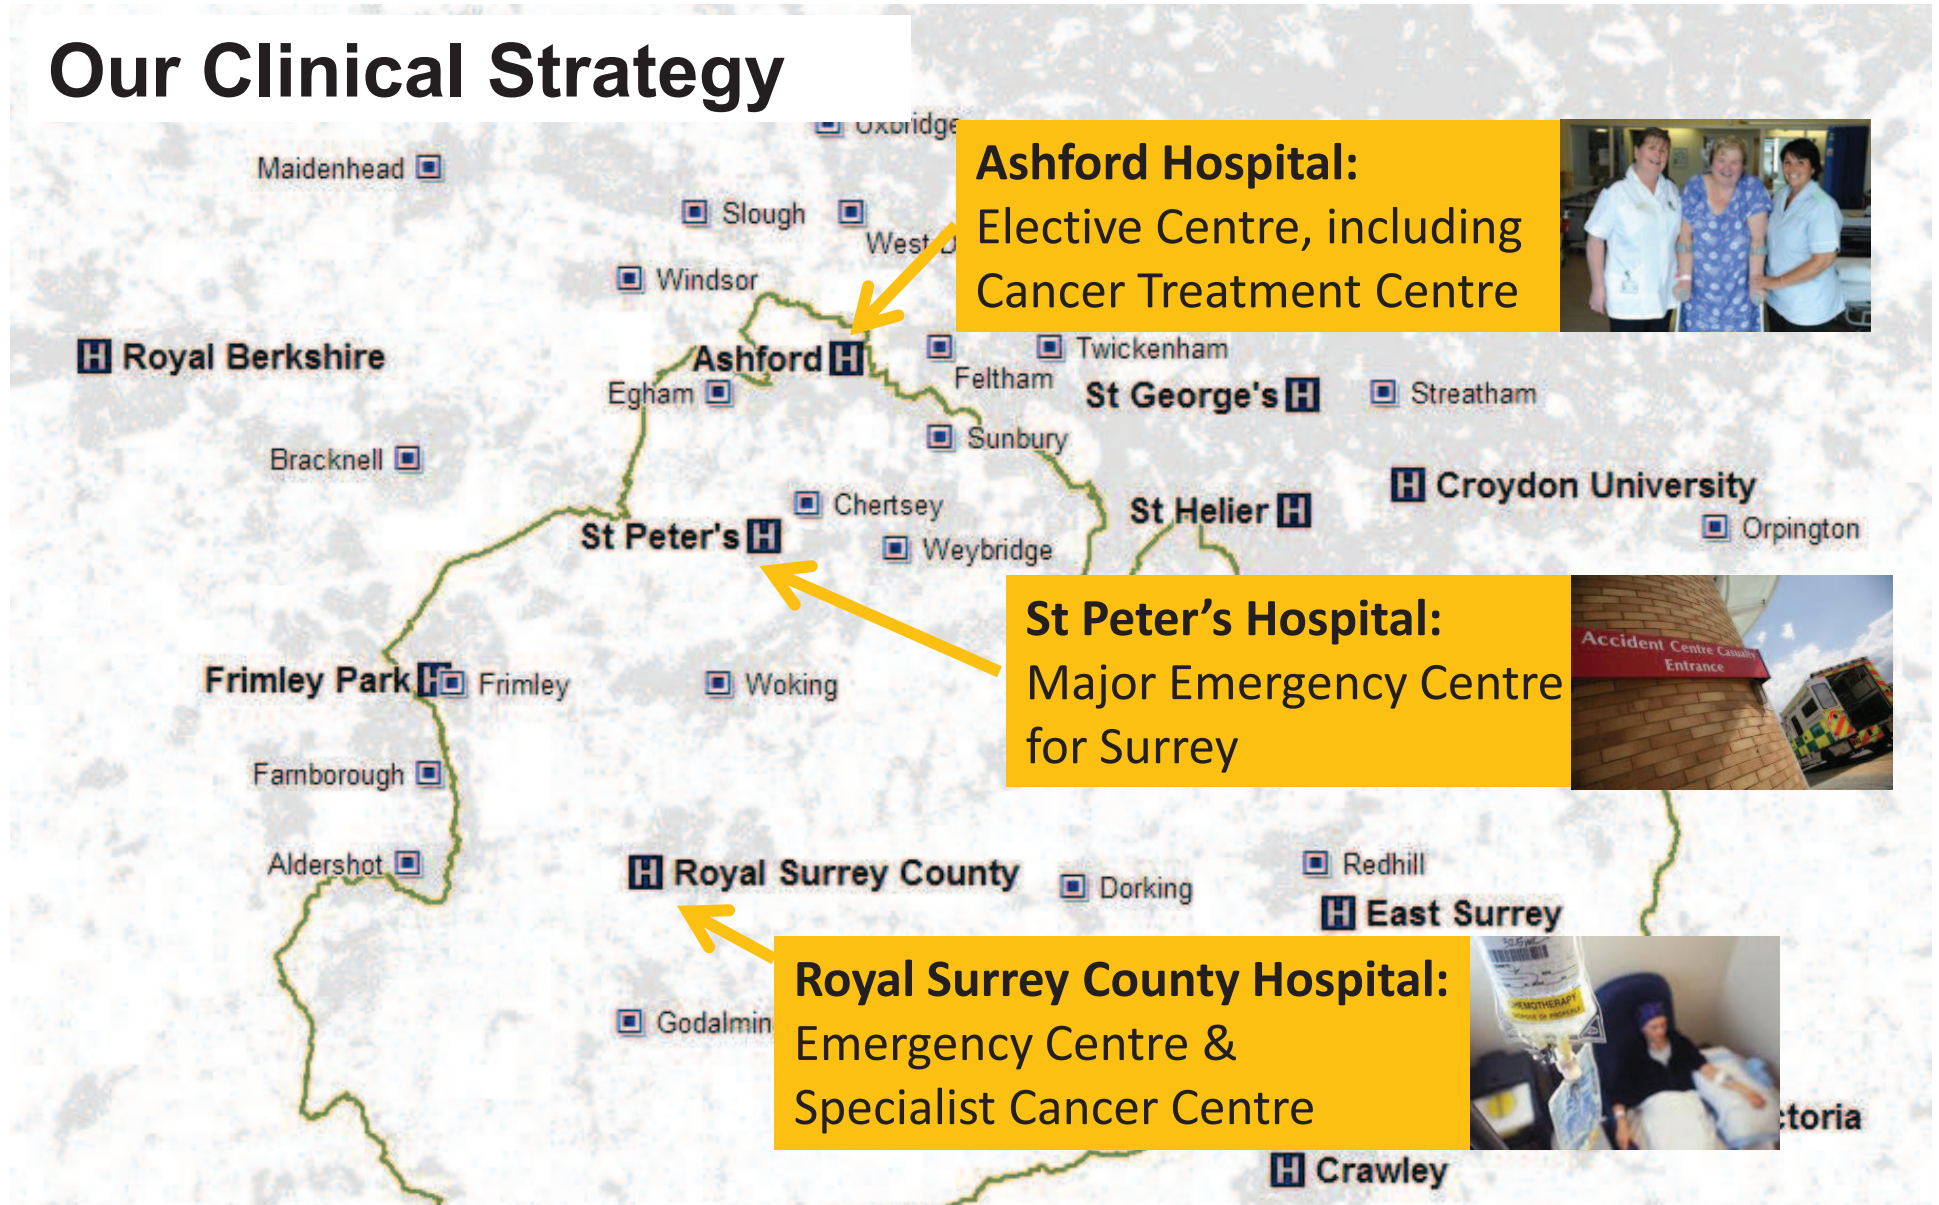 Our Clinical Strategy
Uxbridge
Maidenhead
Ashford Hospital:
Elective Centre, including
Cancer Treatment Centre
Slough
West D
Windsor
Royal Berkshire
Ashford
Twickenham
Feltham
Egham
St George's
Streatham
Sunbury
Bracknell
Croydon University
Chertsey
St Helier
Orpington
St Peter's
Weybridge
St Peter’s Hospital:
Major Emergency Centre
for Surrey
Accident Centre Casualty
Entrance
Frimley Park
Frimley
Woking
Farnborough
Aldershot
Royal Surrey County
Dorking
Redhill
East Surrey
Royal Surrey County Hospital:
Emergency Centre &
Specialist Cancer Centre
CHEMOTHERAPY
Godalmin
ctoria
Crawley